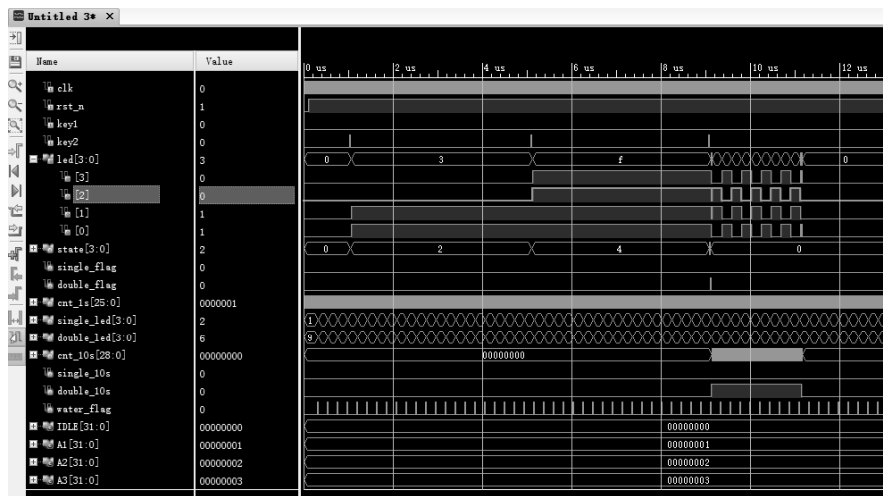 Untitled 3* ×
Name Value
0 us 2 us 4 us 6 us 8 us 10 us 12 us
clk 0
rst_n 1
key1 0
key2 0
led[3:0] 3 0 3 f 0
[3] 0
[2] 0
[1] 1
[0] 1
state[3:0] 2 0 2 4 0
single_flag 0
double_flag 0
cnt_1s[25:0] 0000001
single_led[3:0] 2 1
double_led[3:0] 6 9
cnt_10s[28:0] 00000000 00000000
single_10s 0
double_10s 0
water_flag 0
IDLE[31:0] 00000000 00000000
A1[31:0] 00000001 00000001
A2[31:0] 00000002 00000002
A3[31:0] 00000003 00000003